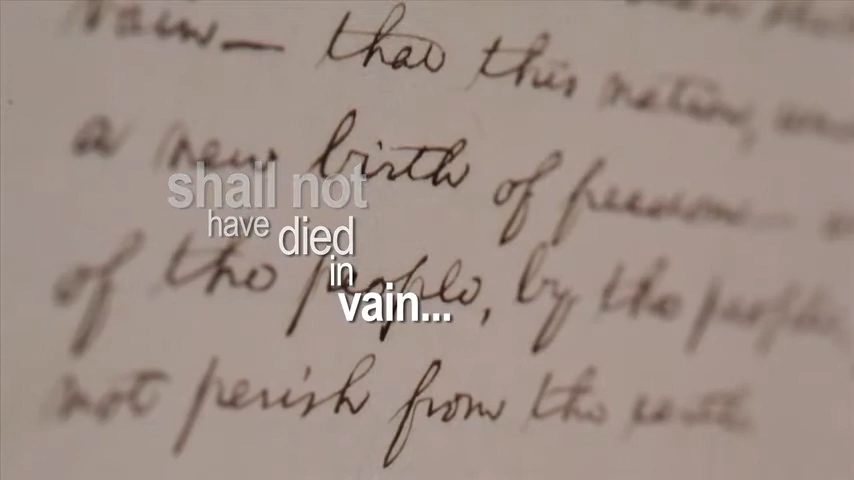 vain— that this nation,
a new birth of freedom—
shall not
have died
in
vain...
of the people, by the people,
not perish from the earth